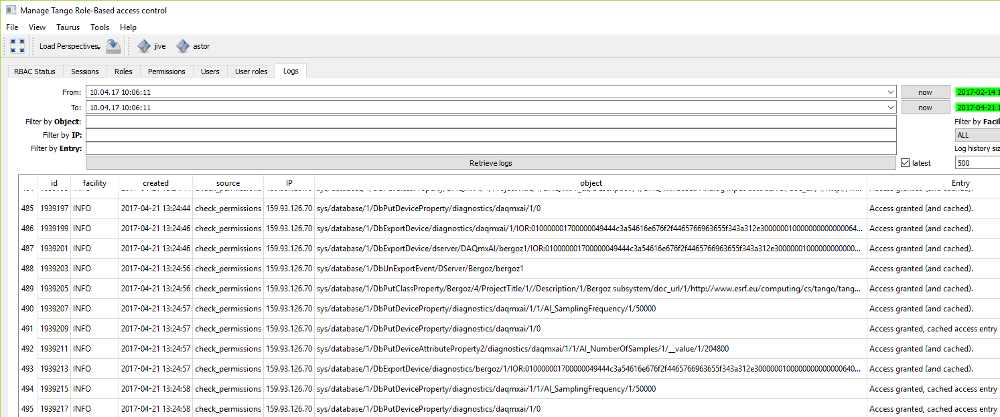 Manage Tango Role-Based access control
File View Taurus Tools Help
Load Perspectives jive astor
RBAC Status Sessions Roles Permissions Users User roles Logs
From: 10.04.17 10:06:11 now 2017-02-14
To: 10.04.17 10:06:11 now 2017-04-21
Filter by Object: Filter by
Filter by IP: ALL
Filter by Entry: Log history
Retrieve logs latest 500
id facility created source IP object Entry
485 1939197 INFO 2017-04-21 13:24:44 check_permissions 159.93.126.70 sys/database/1/DbPutDeviceProperty/diagnostics/daqmxai/1/0 Access granted (and cached).
486 1939199 INFO 2017-04-21 13:24:46 check_permissions 159.93.126.70 sys/database/1/DbExportDevice/diagnostics/daqmxai/1/IOR:010000001700000049444c3a54616e676f2f4465766963655f343a312e30000001000000000000000064... Access granted (and cached).
487 1939201 INFO 2017-04-21 13:24:46 check_permissions 159.93.126.70 sys/database/1/DbExportDevice/dserver/DAQmxAI/bergoz1/IOR:010000001700000049444c3a54616e676f2f4465766963655f343a312e30000001000000000000... Access granted (and cached).
488 1939203 INFO 2017-04-21 13:24:56 check_permissions 159.93.126.70 sys/database/1/DbUnExportEvent/DServer/Bergoz/bergoz1 Access granted (and cached).
489 1939205 INFO 2017-04-21 13:24:56 check_permissions 159.93.126.70 sys/database/1/DbPutClassProperty/Bergoz/4/ProjectTitle/1//Description/1/Bergoz subsystem/doc_url/1/http://www.esrf.eu/computing/cs/tango/tang... Access granted (and cached).
490 1939207 INFO 2017-04-21 13:24:57 check_permissions 159.93.126.70 sys/database/1/DbPutDeviceProperty/diagnostics/daqmxai/1/1/AI_SamplingFrequency/1/50000 Access granted (and cached).
491 1939209 INFO 2017-04-21 13:24:57 check_permissions 159.93.126.70 sys/database/1/DbPutDeviceProperty/diagnostics/daqmxai/1/0 Access granted, cached access entry
492 1939211 INFO 2017-04-21 13:24:57 check_permissions 159.93.126.70 sys/database/1/DbPutDeviceAttributeProperty2/diagnostics/daqmxai/1/1/AI_NumberOfSamples/1/__value/1/204800 Access granted (and cached).
493 1939213 INFO 2017-04-21 13:24:57 check_permissions 159.93.126.70 sys/database/1/DbExportDevice/diagnostics/bergoz/1/IOR:010000001700000049444c3a54616e676f2f4465766963655f343a312e300000010000000000000000640... Access granted (and cached).
494 1939215 INFO 2017-04-21 13:24:58 check_permissions 159.93.126.70 sys/database/1/DbPutDeviceProperty/diagnostics/daqmxai/1/1/AI_SamplingFrequency/1/50000 Access granted, cached access entry
495 1939217 INFO 2017-04-21 13:24:58 check_permissions 159.93.126.70 sys/database/1/DbPutDeviceProperty/diagnostics/daqmxai/1/0 Access granted, cached access entry